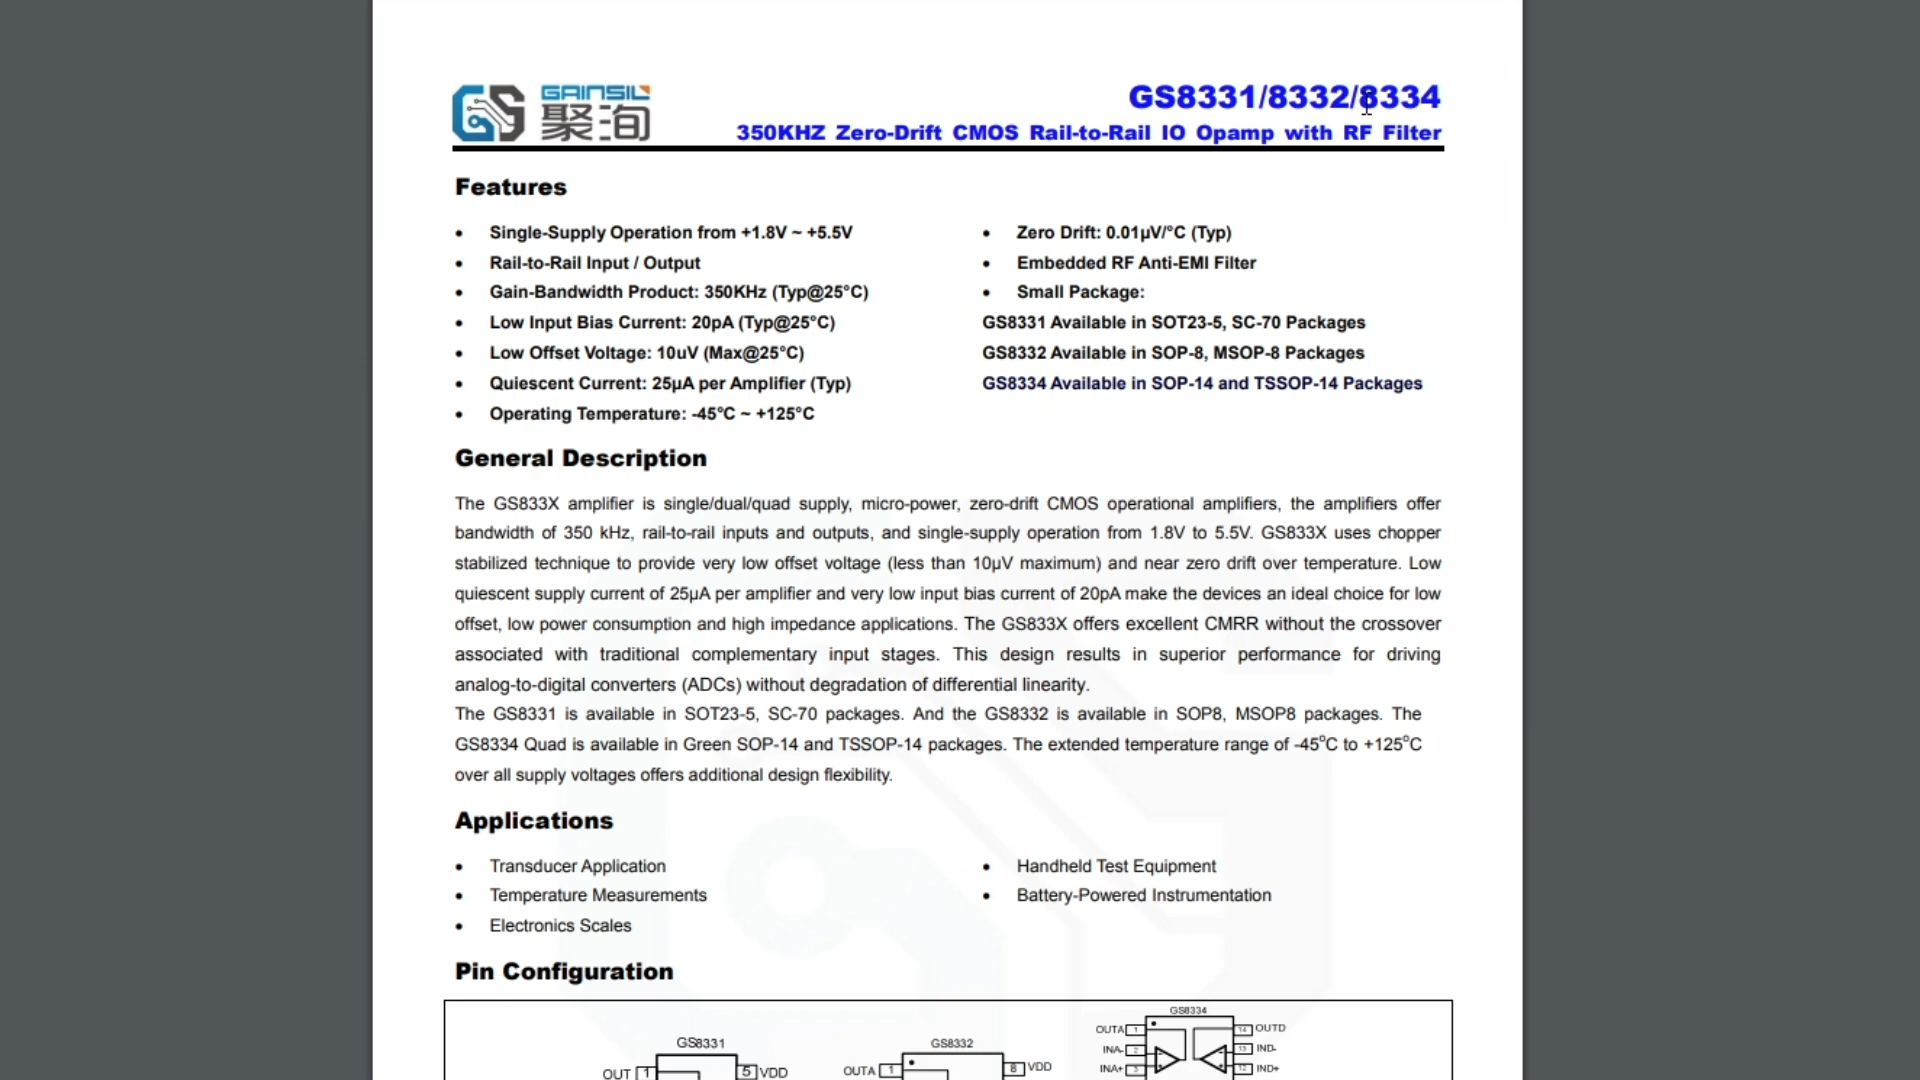 GAINSIL
聚洵
GS8331/8332/8334
350KHZ Zero-Drift CMOS Rail-to-Rail IO Opamp with RF Filter
Features
• Single-Supply Operation from +1.8V ~ +5.5V
• Rail-to-Rail Input / Output
• Gain-Bandwidth Product: 350KHz (Typ@25°C)
• Low Input Bias Current: 20pA (Typ@25°C)
• Low Offset Voltage: 10uV (Max@25°C)
• Quiescent Current: 25µA per Amplifier (Typ)
• Operating Temperature: -45°C ~ +125°C
• Zero Drift: 0.01µV/°C (Typ)
• Embedded RF Anti-EMI Filter
• Small Package:
GS8331 Available in SOT23-5, SC-70 Packages
GS8332 Available in SOP-8, MSOP-8 Packages
GS8334 Available in SOP-14 and TSSOP-14 Packages
General Description
The GS833X amplifier is single/dual/quad supply, micro-power, zero-drift CMOS operational amplifiers, the amplifiers offer
bandwidth of 350 kHz, rail-to-rail inputs and outputs, and single-supply operation from 1.8V to 5.5V. GS833X uses chopper
stabilized technique to provide very low offset voltage (less than 10µV maximum) and near zero drift over temperature. Low
quiescent supply current of 25µA per amplifier and very low input bias current of 20pA make the devices an ideal choice for low
offset, low power consumption and high impedance applications. The GS833X offers excellent CMRR without the crossover
associated with traditional complementary input stages. This design results in superior performance for driving
analog-to-digital converters (ADCs) without degradation of differential linearity.
The GS8331 is available in SOT23-5, SC-70 packages. And the GS8332 is available in SOP8, MSOP8 packages. The
GS8334 Quad is available in Green SOP-14 and TSSOP-14 packages. The extended temperature range of -45°C to +125°C
over all supply voltages offers additional design flexibility.
Applications
• Transducer Application
• Temperature Measurements
• Electronics Scales
• Handheld Test Equipment
• Battery-Powered Instrumentation
Pin Configuration
GS8331
OUT 1 5 VDD
GS8332
OUTA 1 8 VDD
GS8334
OUTA 1 14 OUTD
INA- 2 13 IND-
INA+ 3 12 IND+